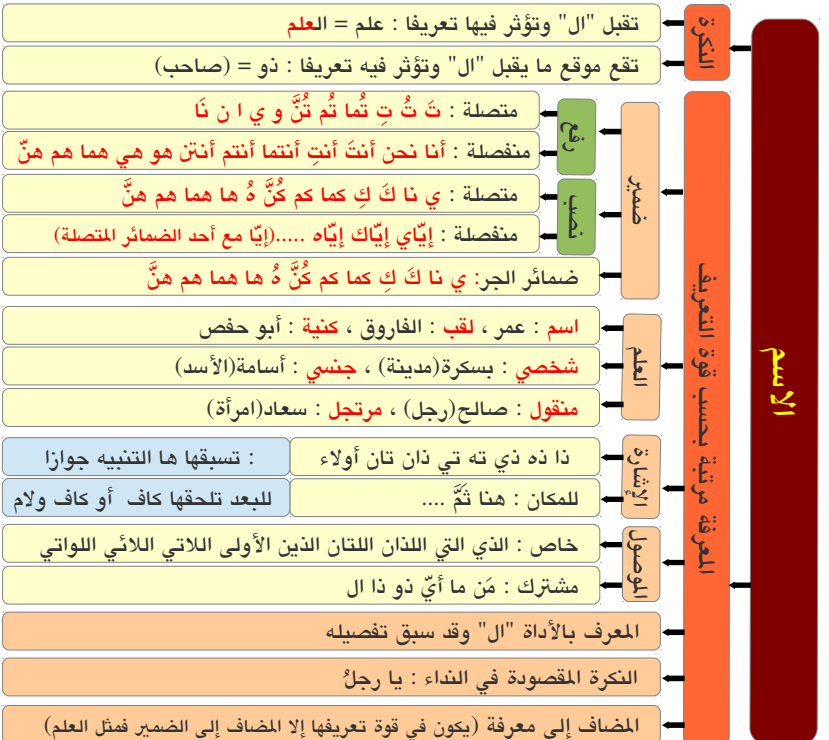 الاسم
النكرة
تقبل "ال" وتؤثر فيها تعريفا : علم = العلم
تقع موقع ما يقبل "ال" وتؤثر فيه تعريفا : ذو = (صاحب)
المعرفة مرتبة بحسب قوة التعريف
ضمير
رفع
متصلة : تَ تُ تِ تُما تُم تُنَّ و ي ا ن نَا
منفصلة : أنا نحن أنتَ أنتِ أنتما أنتم أنتن هو هي هما هم هنّ
نصب
متصلة : ي نا كَ كِ كما كم كُنَّ هُ ها هما هم هنَّ
منفصلة : إيّاي إيّاك إيّاه .....(إيّا مع أحد الضمائر المتصلة)
ضمائر الجر: ي نا كَ كِ كما كم كُنَّ هُ ها هما هم هنَّ
العلم
اسم : عمر ، لقب : الفاروق ، كنية : أبو حفص
شخصي : بسكرة(مدينة) ، جنسي : أسامة(الأسد)
منقول : صالح(رجل) ، مرتجل : سعاد(امرأة)
الإشارة
ذا ذه ذي ته تي ذان تان أولاء : تسبقها ها التنبيه جوازا
للمكان : هنا ثَمَّ .... للبعد تلحقها كاف أو كاف ولام
الموصول
خاص : الذي التي اللذان اللتان الذين الأولى اللاتي اللائي اللواتي
مشترك : مَن ما أيّ ذو ذا ال
المعرف بالأداة "ال" وقد سبق تفصيله
النكرة المقصودة في النداء : يا رجلُ
المضاف إلى معرفة (يكون في قوة تعريفها إلا المضاف إلى الضمير فمثل العلم)